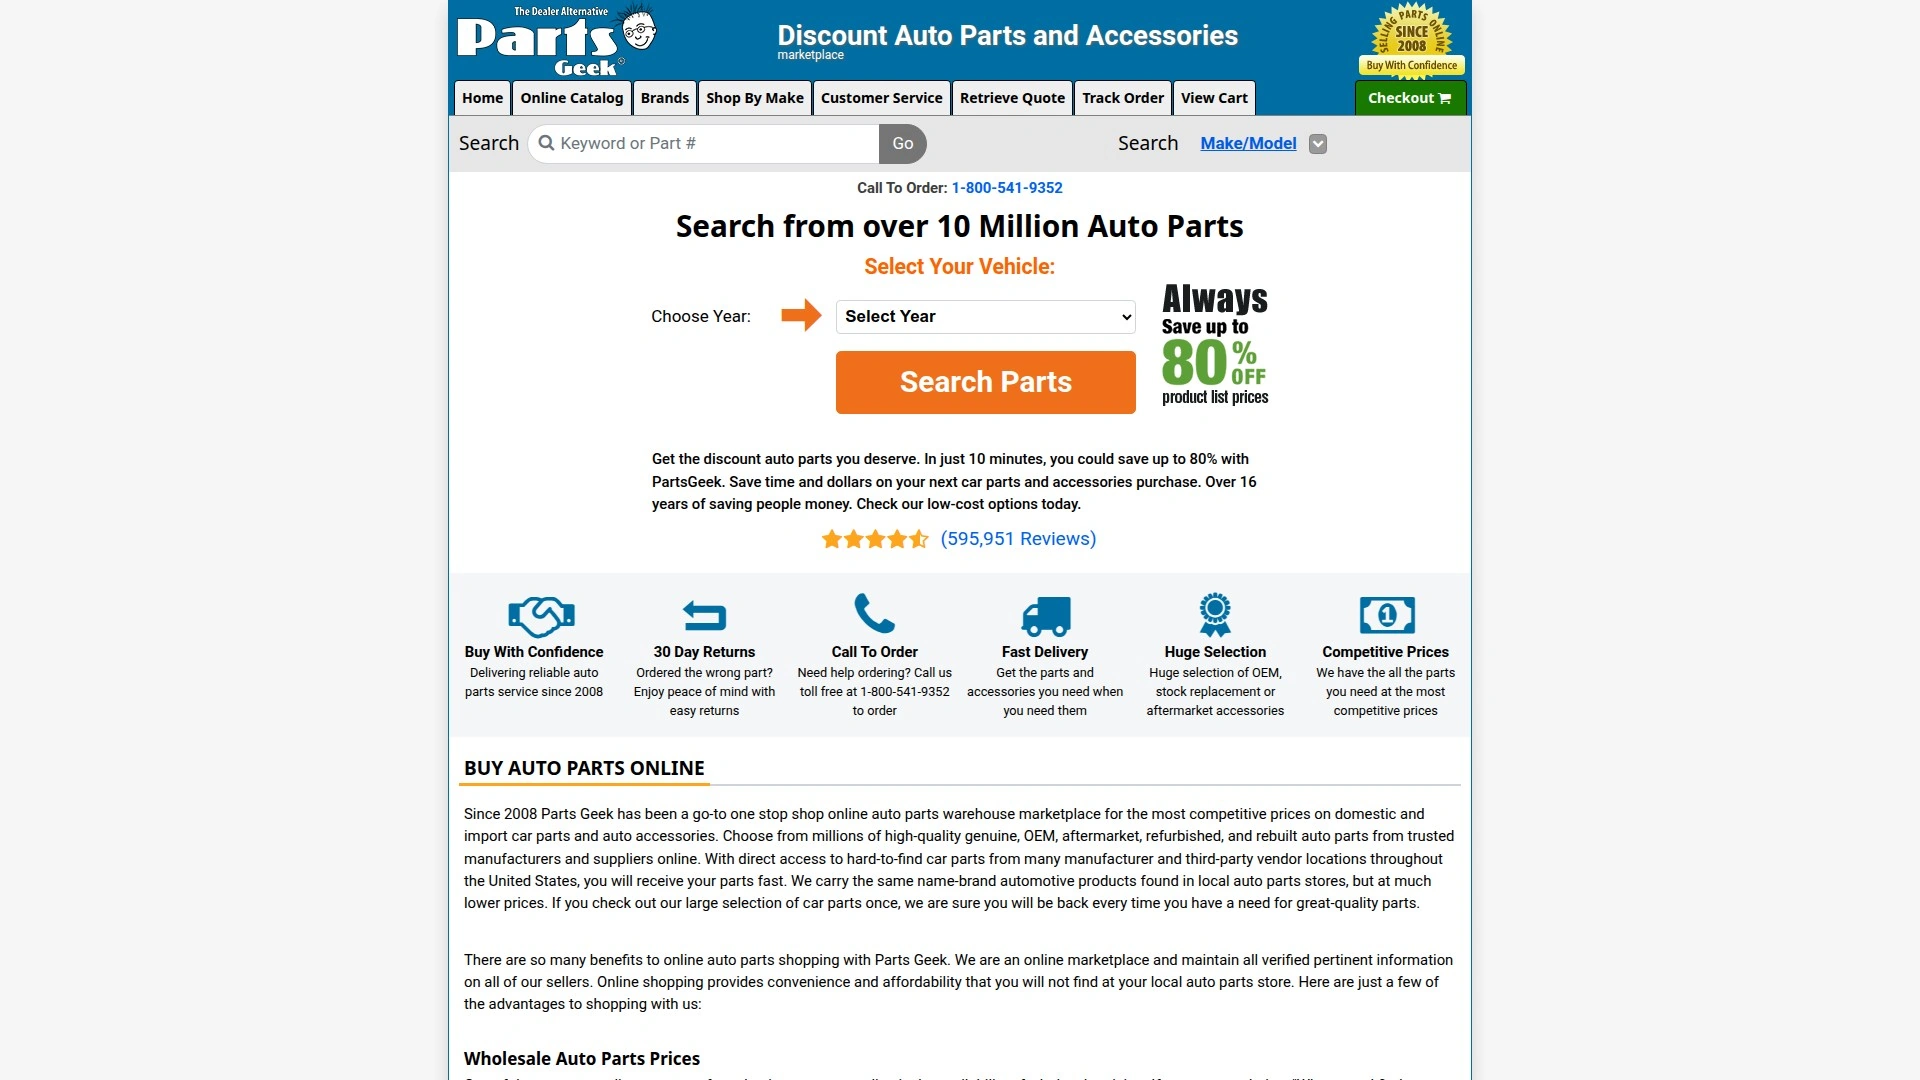 The Dealer Alternative
Parts
Geek®
Discount Auto Parts and Accessories
marketplace
SELLING PARTS ONLINE
SINCE
2008
Buy With Confidence
Home
Online Catalog
Brands
Shop By Make
Customer Service
Retrieve Quote
Track Order
View Cart
Checkout
Search
Keyword or Part #
Go
Search
Make/Model
Call To Order: 1-800-541-9352
Search from over 10 Million Auto Parts
Select Your Vehicle:
Choose Year:
Select Year
Search Parts
Always
Save up to
80% OFF
product list prices
Get the discount auto parts you deserve. In just 10 minutes, you could save up to 80% with
PartsGeek. Save time and dollars on your next car parts and accessories purchase. Over 16
years of saving people money. Check our low-cost options today.
(595,951 Reviews)
Buy With Confidence
Delivering reliable auto
parts service since 2008
30 Day Returns
Ordered the wrong part?
Enjoy peace of mind with
easy returns
Call To Order
Need help ordering? Call us
toll free at 1-800-541-9352
to order
Fast Delivery
Get the parts and
accessories you need when
you need them
Huge Selection
Huge selection of OEM,
stock replacement or
aftermarket accessories
1
Competitive Prices
We have the all the parts
you need at the most
competitive prices
BUY AUTO PARTS ONLINE
Since 2008 Parts Geek has been a go-to one stop shop online auto parts warehouse marketplace for the most competitive prices on domestic and
import car parts and auto accessories. Choose from millions of high-quality genuine, OEM, aftermarket, refurbished, and rebuilt auto parts from trusted
manufacturers and suppliers online. With direct access to hard-to-find car parts from many manufacturer and third-party vendor locations throughout
the United States, you will receive your parts fast. We carry the same name-brand automotive products found in local auto parts stores, but at much
lower prices. If you check out our large selection of car parts once, we are sure you will be back every time you have a need for great-quality parts.
There are so many benefits to online auto parts shopping with Parts Geek. We are an online marketplace and maintain all verified pertinent information
on all of our sellers. Online shopping provides convenience and affordability that you will not find at your local auto parts store. Here are just a few of
the advantages to shopping with us:
Wholesale Auto Parts Prices